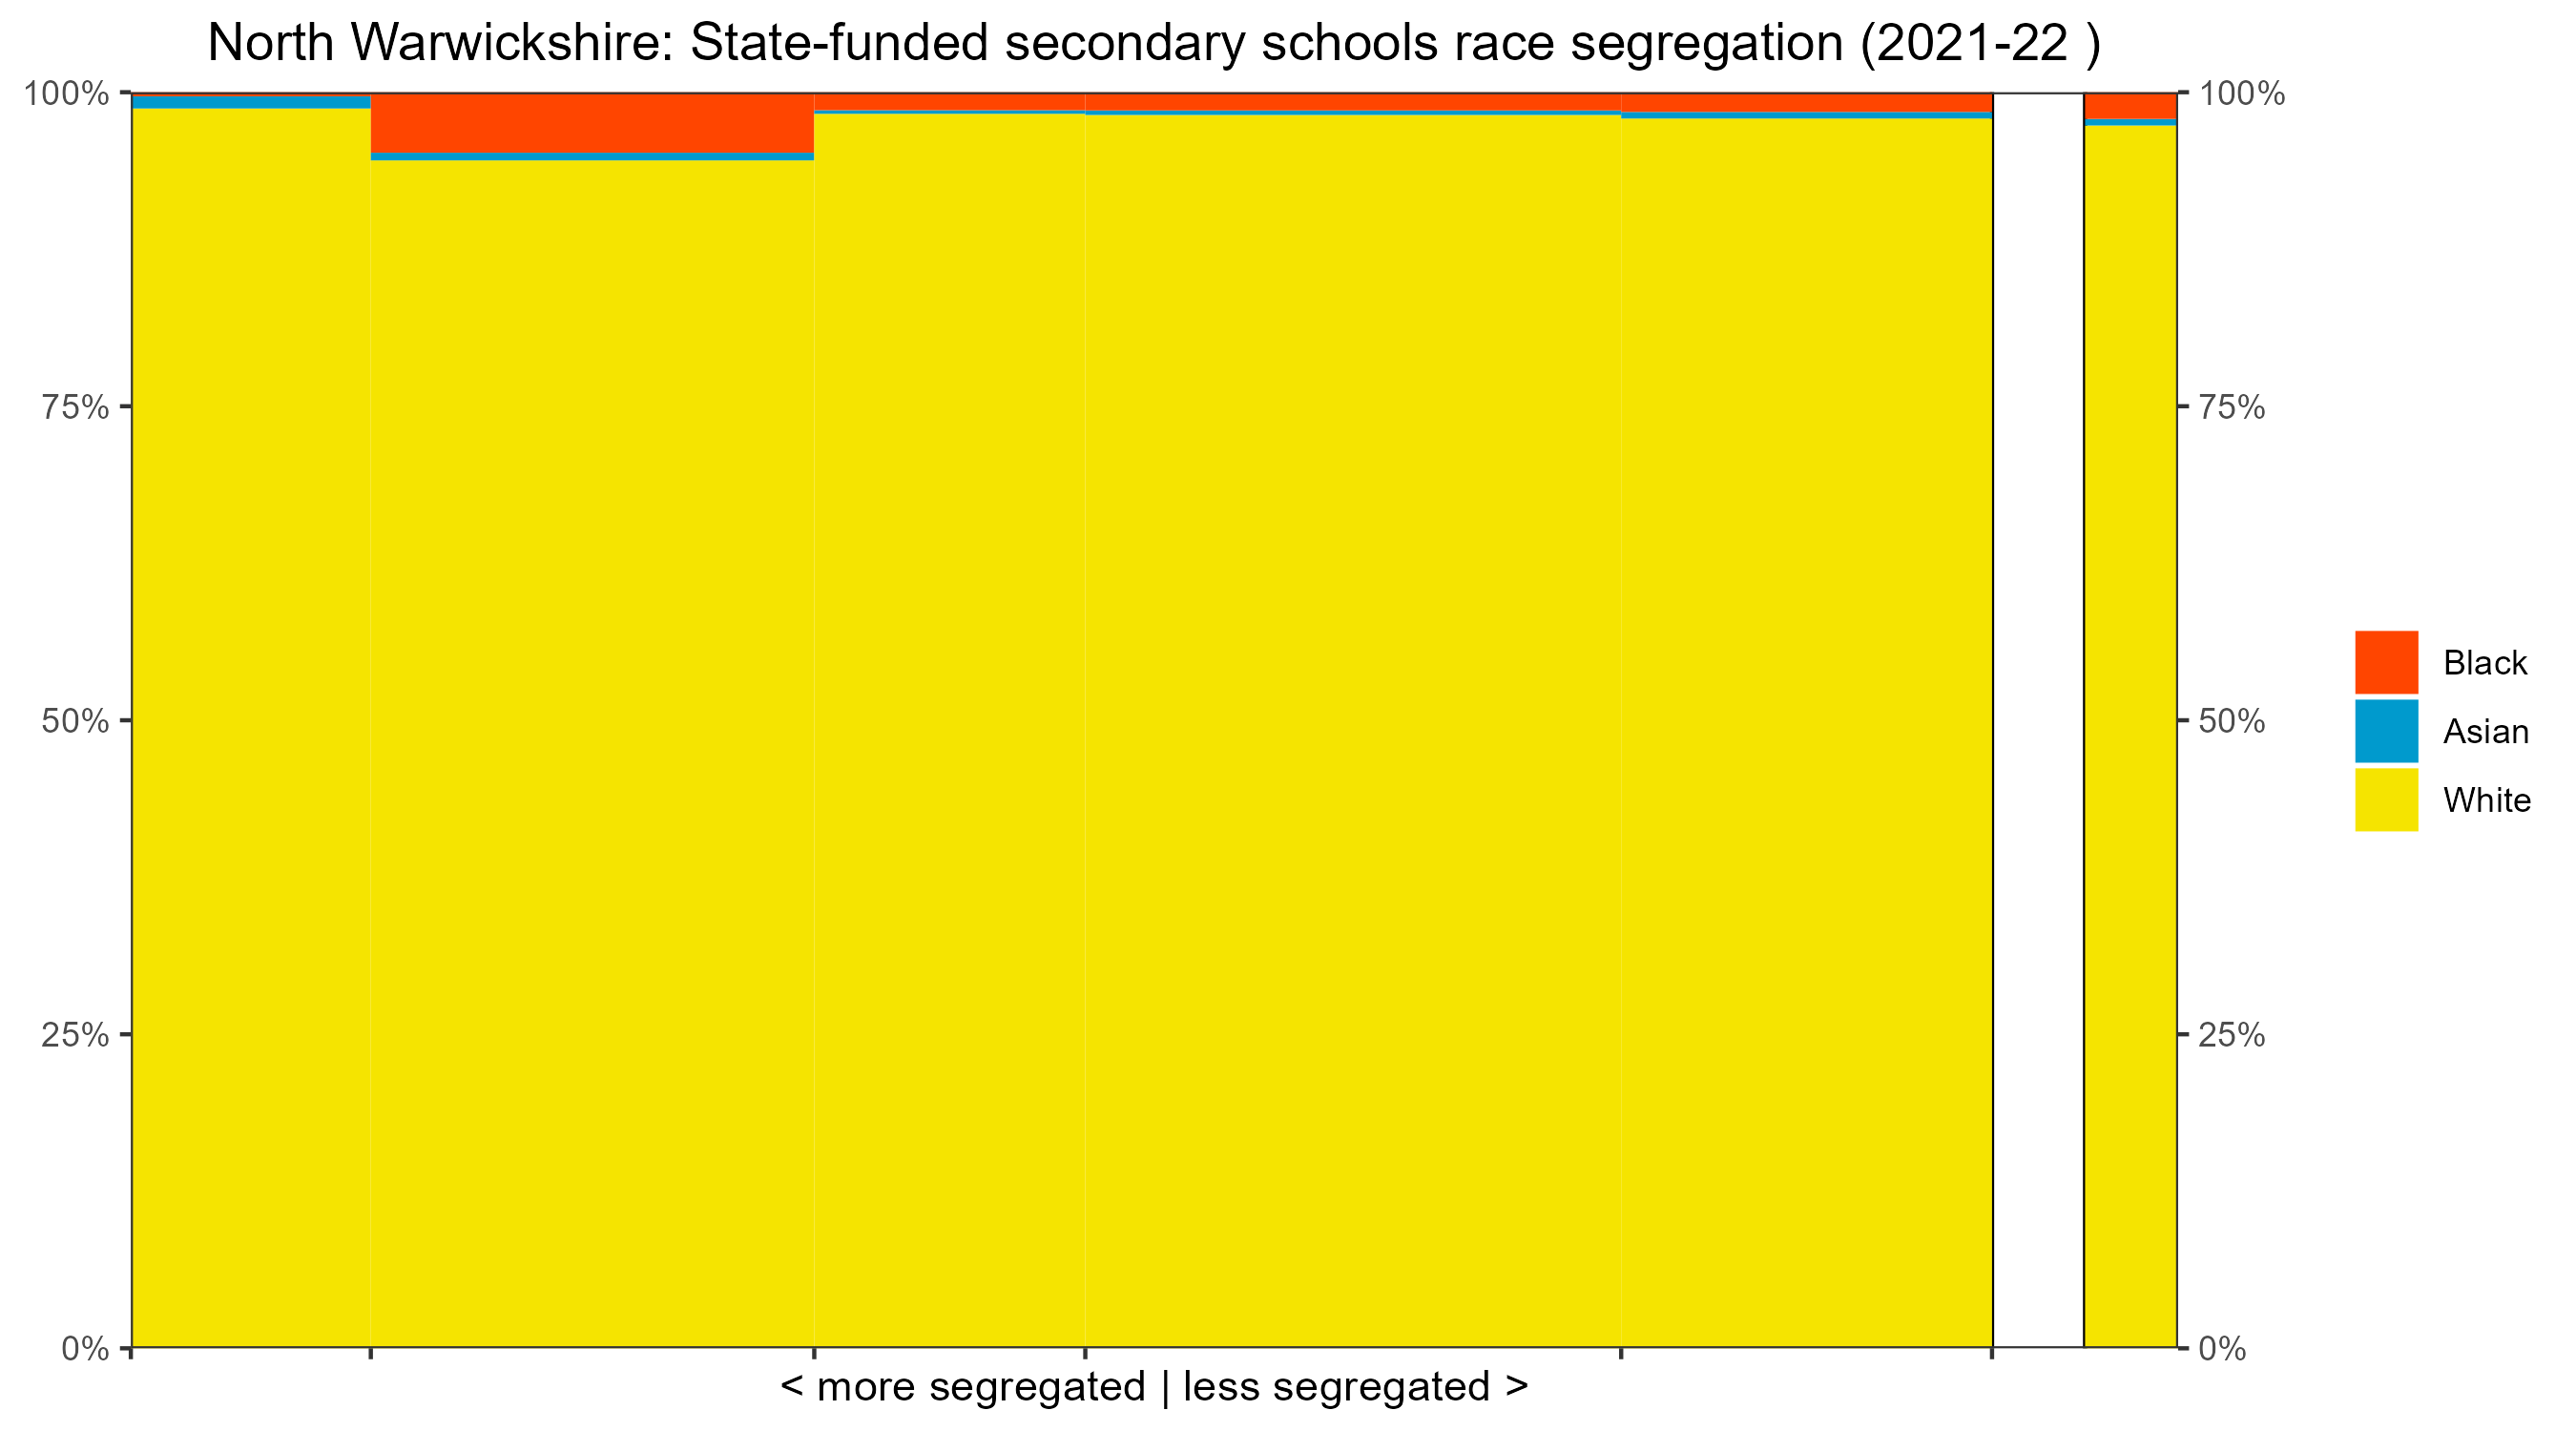 North Warwickshire: State-funded secondary schools race segregation (2021-22 )
100%
75%
50%
25%
0%
100%
75%
50%
25%
0%
Black
Asian
White
< more segregated | less segregated >